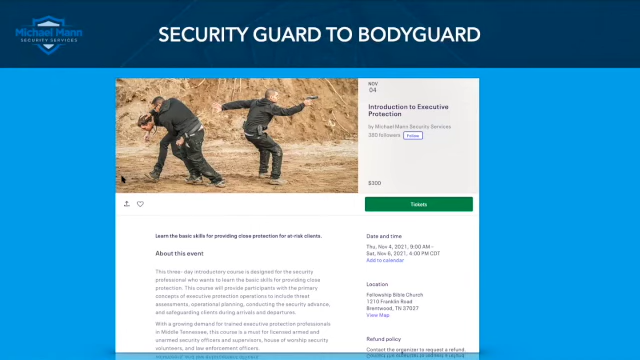 Michael Mann
SECURITY SERVICES
SECURITY GUARD TO BODYGUARD
NOV
04
Introduction to Executive
Protection
by Michael Mann Security Services
380 followers Follow
$300
Tickets
Learn the basic skills for providing close protection for at-risk clients.
About this event
This three-day introductory course is designed for the security
professional who wants to learn the basic skills for providing close
protection. This course will provide participants with the primary
concepts of executive protection operations to include threat
assessments, operational planning, conducting the security advance,
and safeguarding clients during arrivals and departures.
With a growing demand for trained executive protection professionals
in Middle Tennessee, this course is a must for licensed armed and
unarmed security officers and supervisors, house of worship security
volunteers, and law enforcement officers.
Date and time
Thu, Nov 4, 2021, 9:00 AM –
Sat, Nov 6, 2021, 4:00 PM CDT
Add to calendar
Location
Fellowship Bible Church
1210 Franklin Road
Brentwood, TN 37027
View Map
Refund policy
Contact the organizer to request a refund.